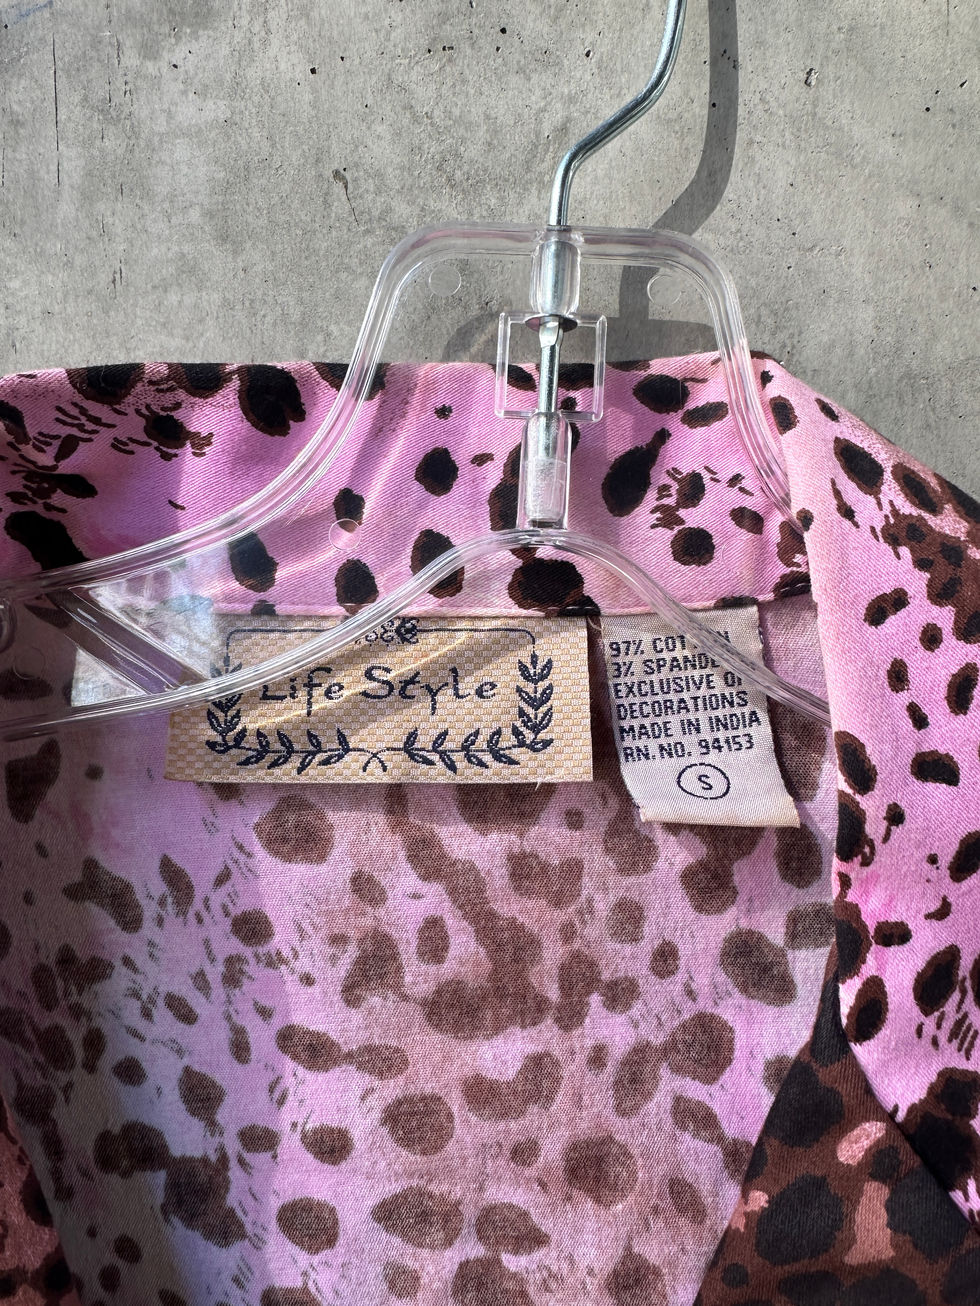 Life Style
97% COTTON
3% SPANDEX
EXCLUSIVE OF
DECORATIONS
MADE IN INDIA
RN. NO. 94153
S